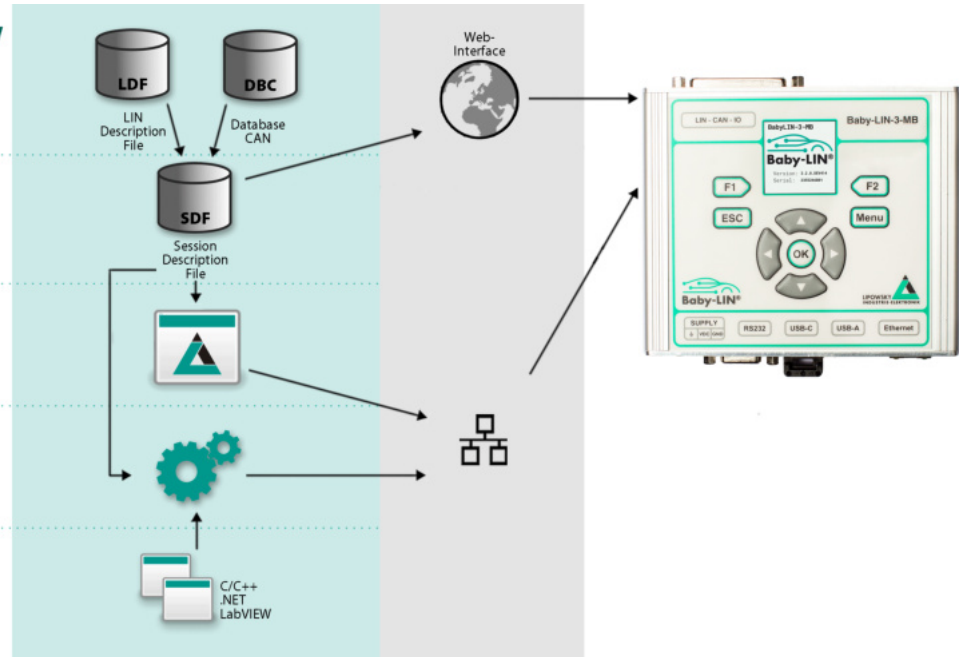 LDF
DBC
LIN
Description
File
Database
CAN
SDF
Session
Description
File
C/C++
.NET
LabVIEW
Web-
Interface
LIN - CAN - IO
Baby-LIN-3-MB
BabyLIN-3-MB
Baby-LIN®
F1
F2
ESC
Menu
OK
Baby-LIN®
LIPOWSKY
INDUSTRIE-ELEKTRONIK
SUPPLY
VCC GND
RS232
USB-C
USB-A
Ethernet